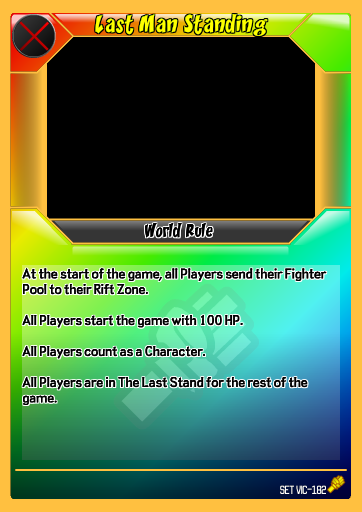 Last Man Standing
World Rule
At the start of the game, all Players send their Fighter
Pool to their Rift Zone.
All Players start the game with 100 HP.
All Players count as a Character.
All Players are in The Last Stand for the rest of the
game.
SET VIC-182